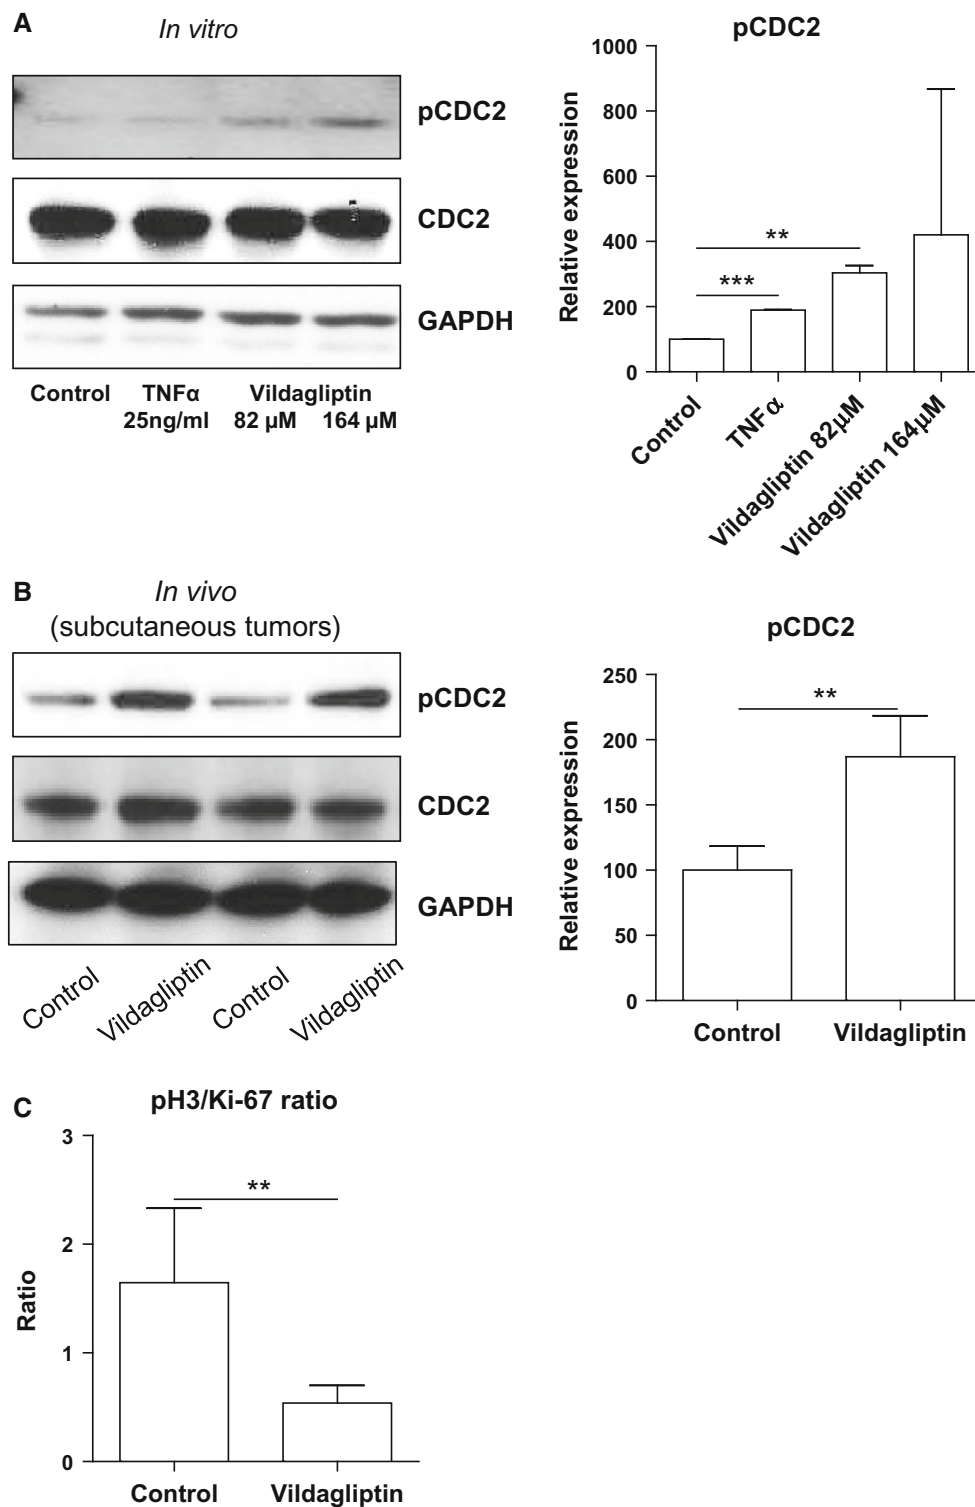 A
In vitro
pCDC2
CDC2
GAPDH
Control TNFα Vildagliptin
25ng/ml 82 µM 164 µM
pCDC2
Relative expression
1000
800
600
400
200
0
**
***
Control
TNFα
Vildagliptin 82µM
Vildagliptin 164µM
B
In vivo
(subcutaneous tumors)
pCDC2
CDC2
GAPDH
Control
Vildagliptin
Control
Vildagliptin
pCDC2
Relative expression
250
200
150
100
50
0
**
Control
Vildagliptin
C
pH3/Ki-67 ratio
Ratio
3
2
1
0
**
Control
Vildagliptin